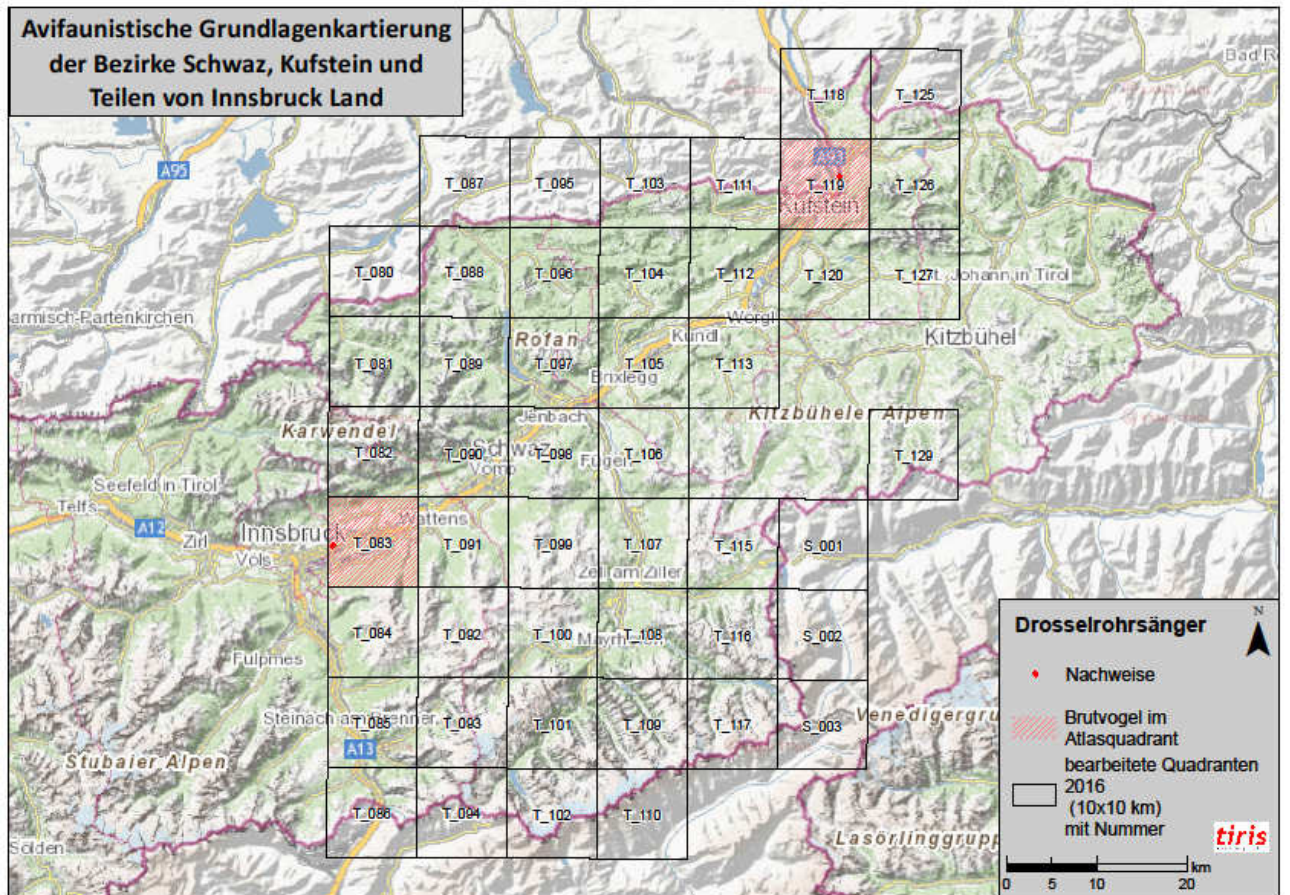 Avifaunistische Grundlagenkartierung
der Bezirke Schwaz, Kufstein und
Teilen von Innsbruck Land
T_118
T_125
A95
A93
T_087
T_095
T_103
T_111
T_119
T_126
Kufstein
T_080
T_088
T_096
T_104
T_112
T_120
T_127
t. Johann in Tirol
armisch-Partenkirchen
Wörgl
Kundl
Kitzbühel
Rofan
T_081
T_089
T_097
T_105
T_113
Brixlegg
Jenbach
Kitzbüheler Alpen
Karwendel
Schwaz
T_082
T_090
T_098
T_106
T_129
Vomp
Fügen
Seefeld in Tirol
Telfs
A12
Zirl
Innsbruck
Völs
Wattens
T_083
T_091
T_099
T_107
T_115
S_001
Zell am Ziller
T_084
T_092
T_100
T_108
T_116
S_002
Fulpmes
Steinach am Brenner
T_085
T_093
T_101
T_109
T_117
S_003
Venedigergru
A13
Stubaier Alpen
T_086
T_094
T_102
T_110
Lasörlinggrupp
Sölden
N
Drosselrohrsänger
Nachweise
Brutvogel im
Atlasquadrant
bearbeitete Quadranten
2016
(10x10 km)
mit Nummer
tiris
km
0 5 10 20